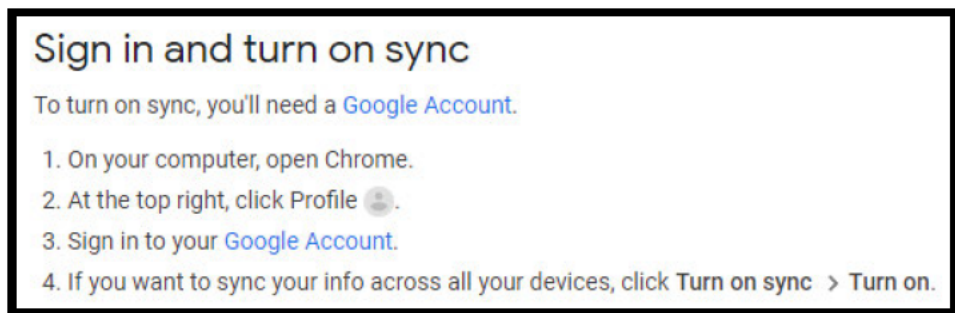 Sign in and turn on sync
To turn on sync, you'll need a Google Account.
1. On your computer, open Chrome.
2. At the top right, click Profile .
3. Sign in to your Google Account.
4. If you want to sync your info across all your devices, click Turn on sync > Turn on.